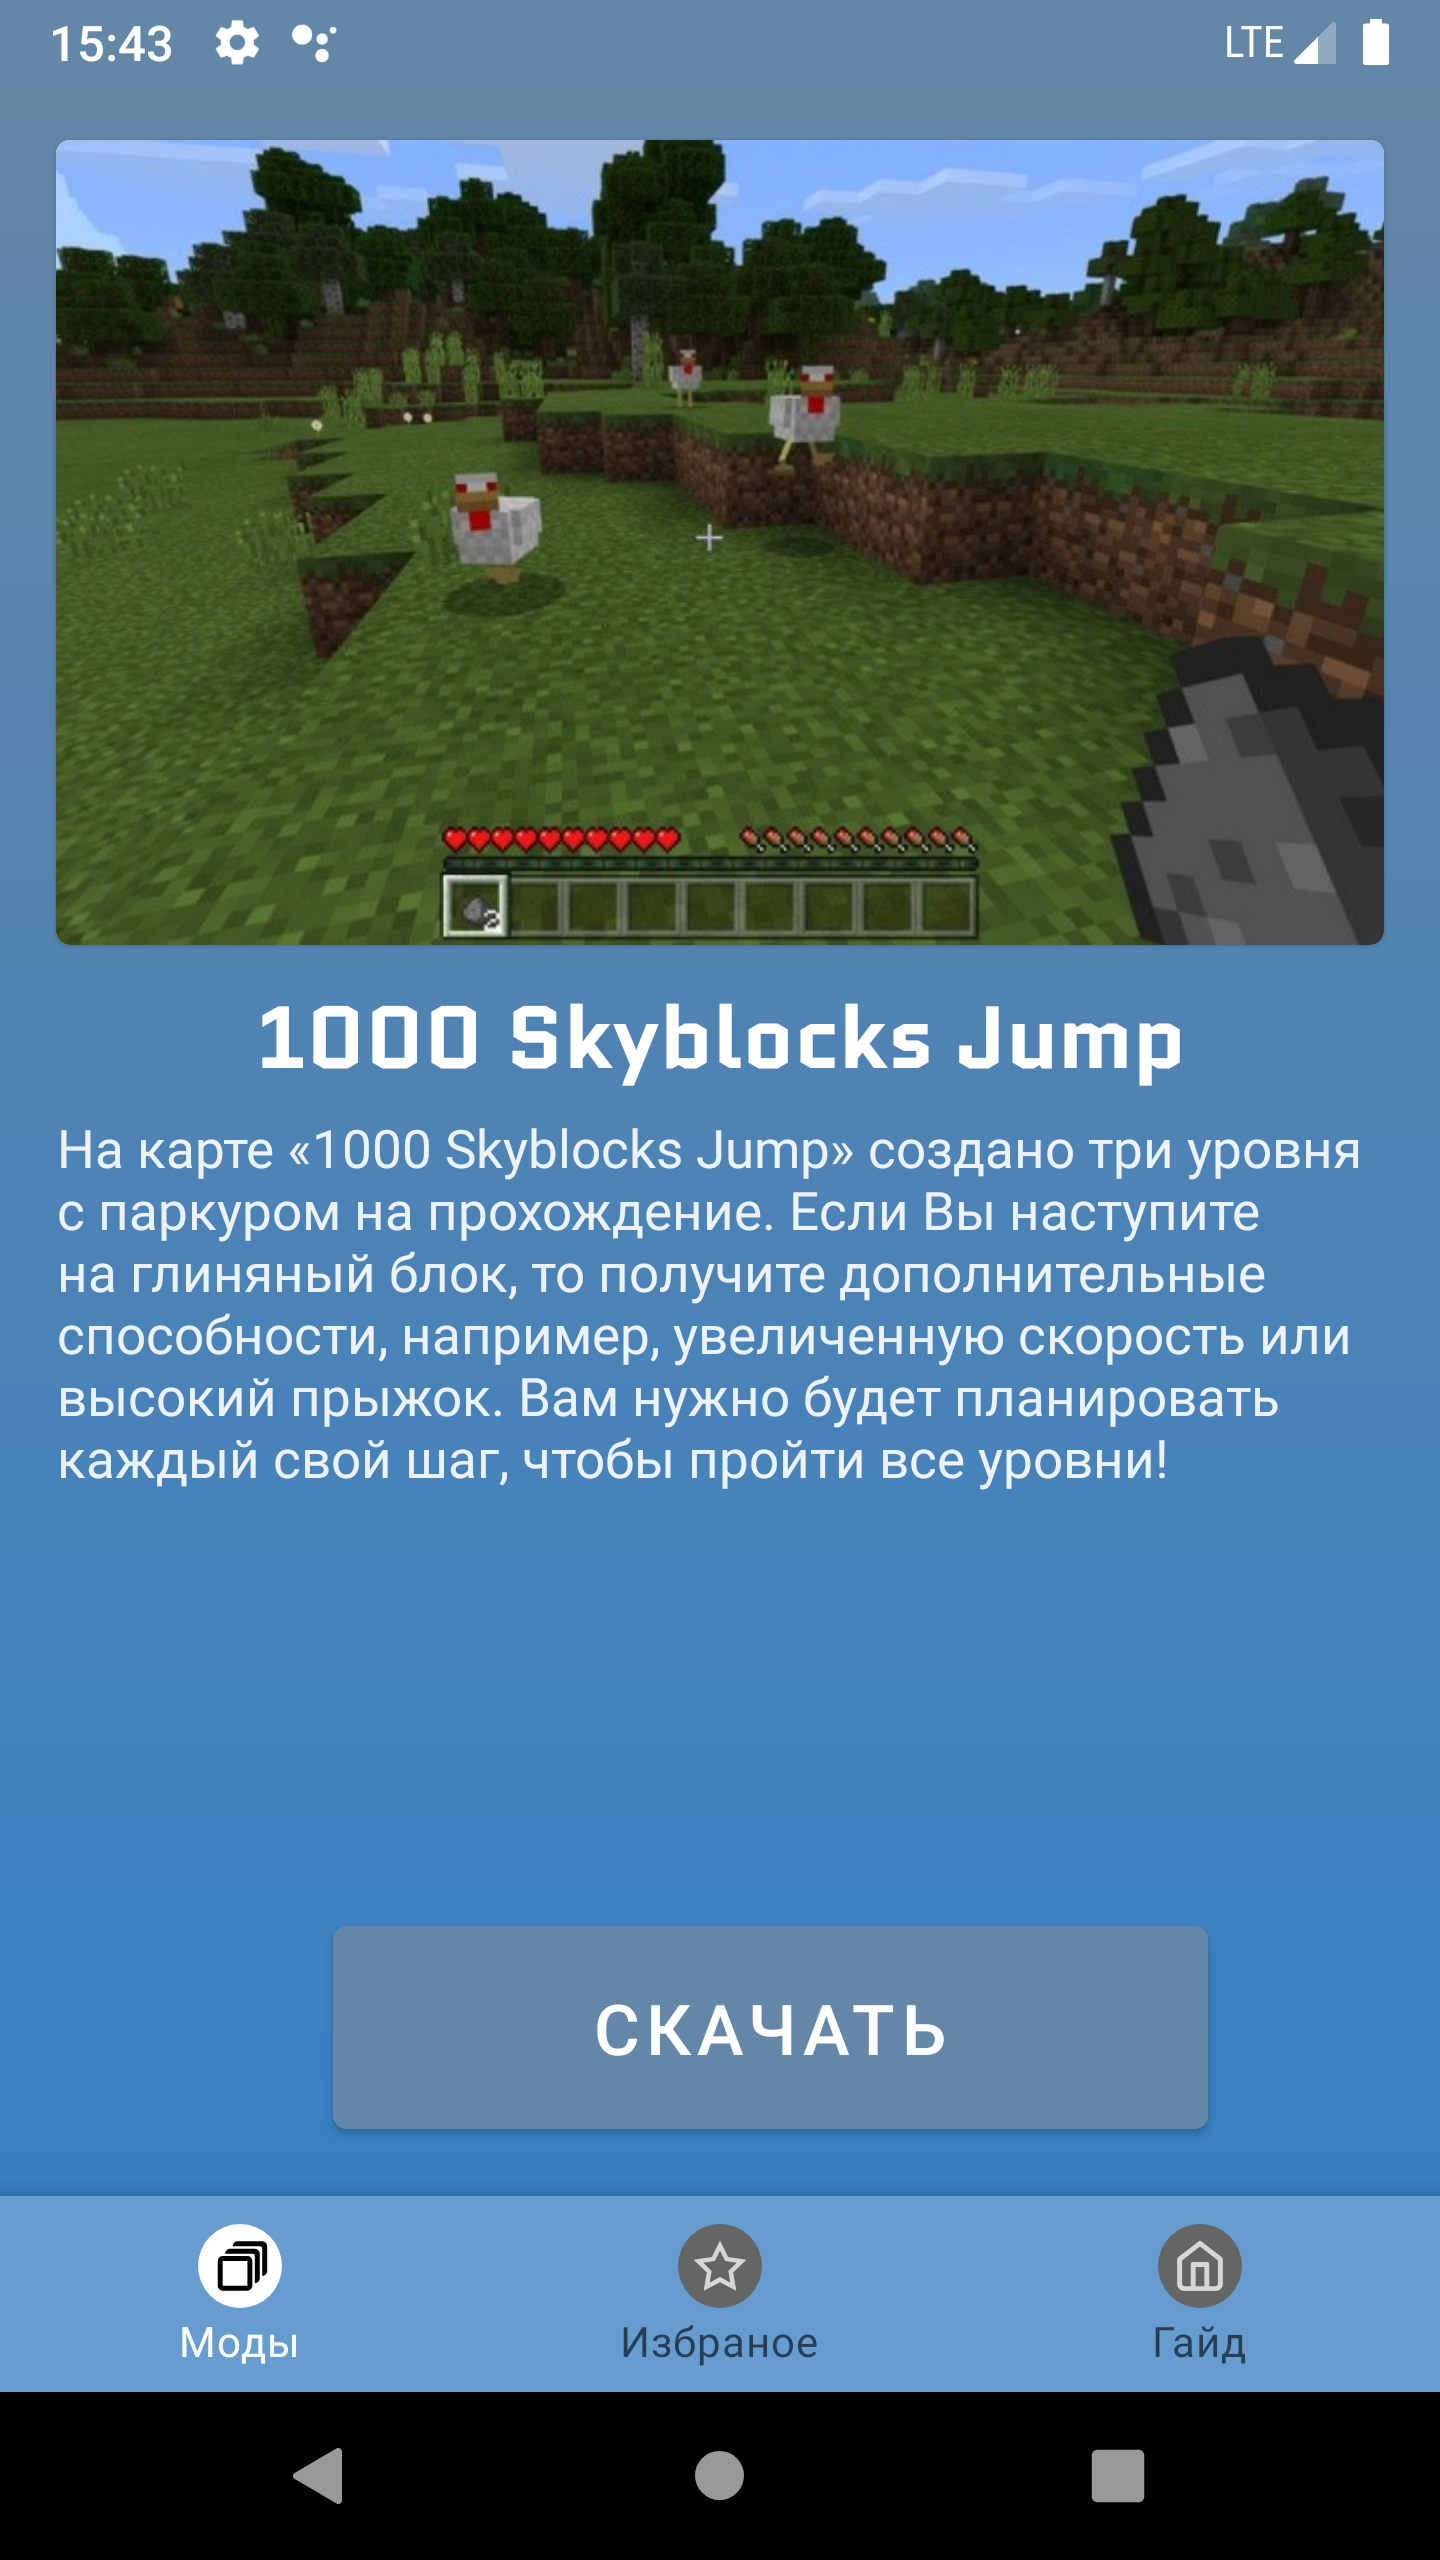 15:43
LTE
2
1000 Skyblocks Jump
На карте «1000 Skyblocks Jump» создано три уровня
с паркуром на прохождение. Если Вы наступите
на глиняный блок, то получите дополнительные
способности, например, увеличенную скорость или
высокий прыжок. Вам нужно будет планировать
каждый свой шаг, чтобы пройти все уровни!
СКАЧАТЬ
Моды
Избраное
Гайд